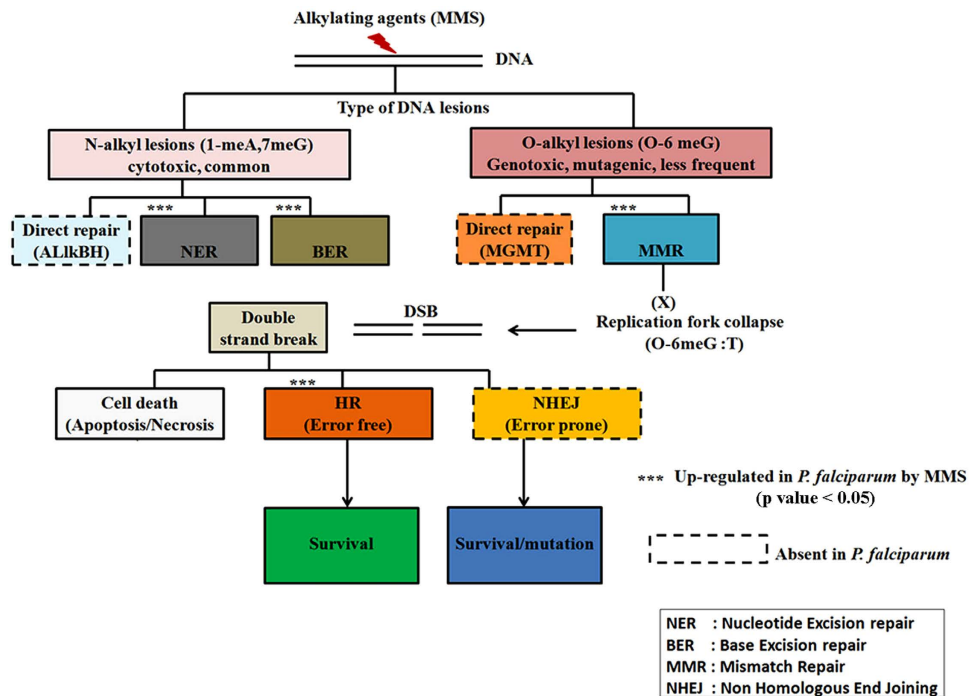 Alkylating agents (MMS)
DNA
Type of DNA lesions
N-alkyl lesions (1-meA,7meG)
cytotoxic, common
O-alkyl lesions (O-6 meG)
Genotoxic, mutagenic, less frequent
***
***
***
Direct repair
(ALlkBH)
NER
BER
Direct repair
(MGMT)
MMR
(X)
Replication fork collapse
(O-6meG :T)
DSB
Double
strand break
***
Cell death
(Apoptosis/Necrosis
HR
(Error free)
NHEJ
(Error prone)
Survival
Survival/mutation
*** Up-regulated in P. falciparum by MMS
(p value < 0.05)
Absent in P. falciparum
NER : Nucleotide Excision repair
BER : Base Excision repair
MMR : Mismatch Repair
NHEJ : Non Homologous End Joining